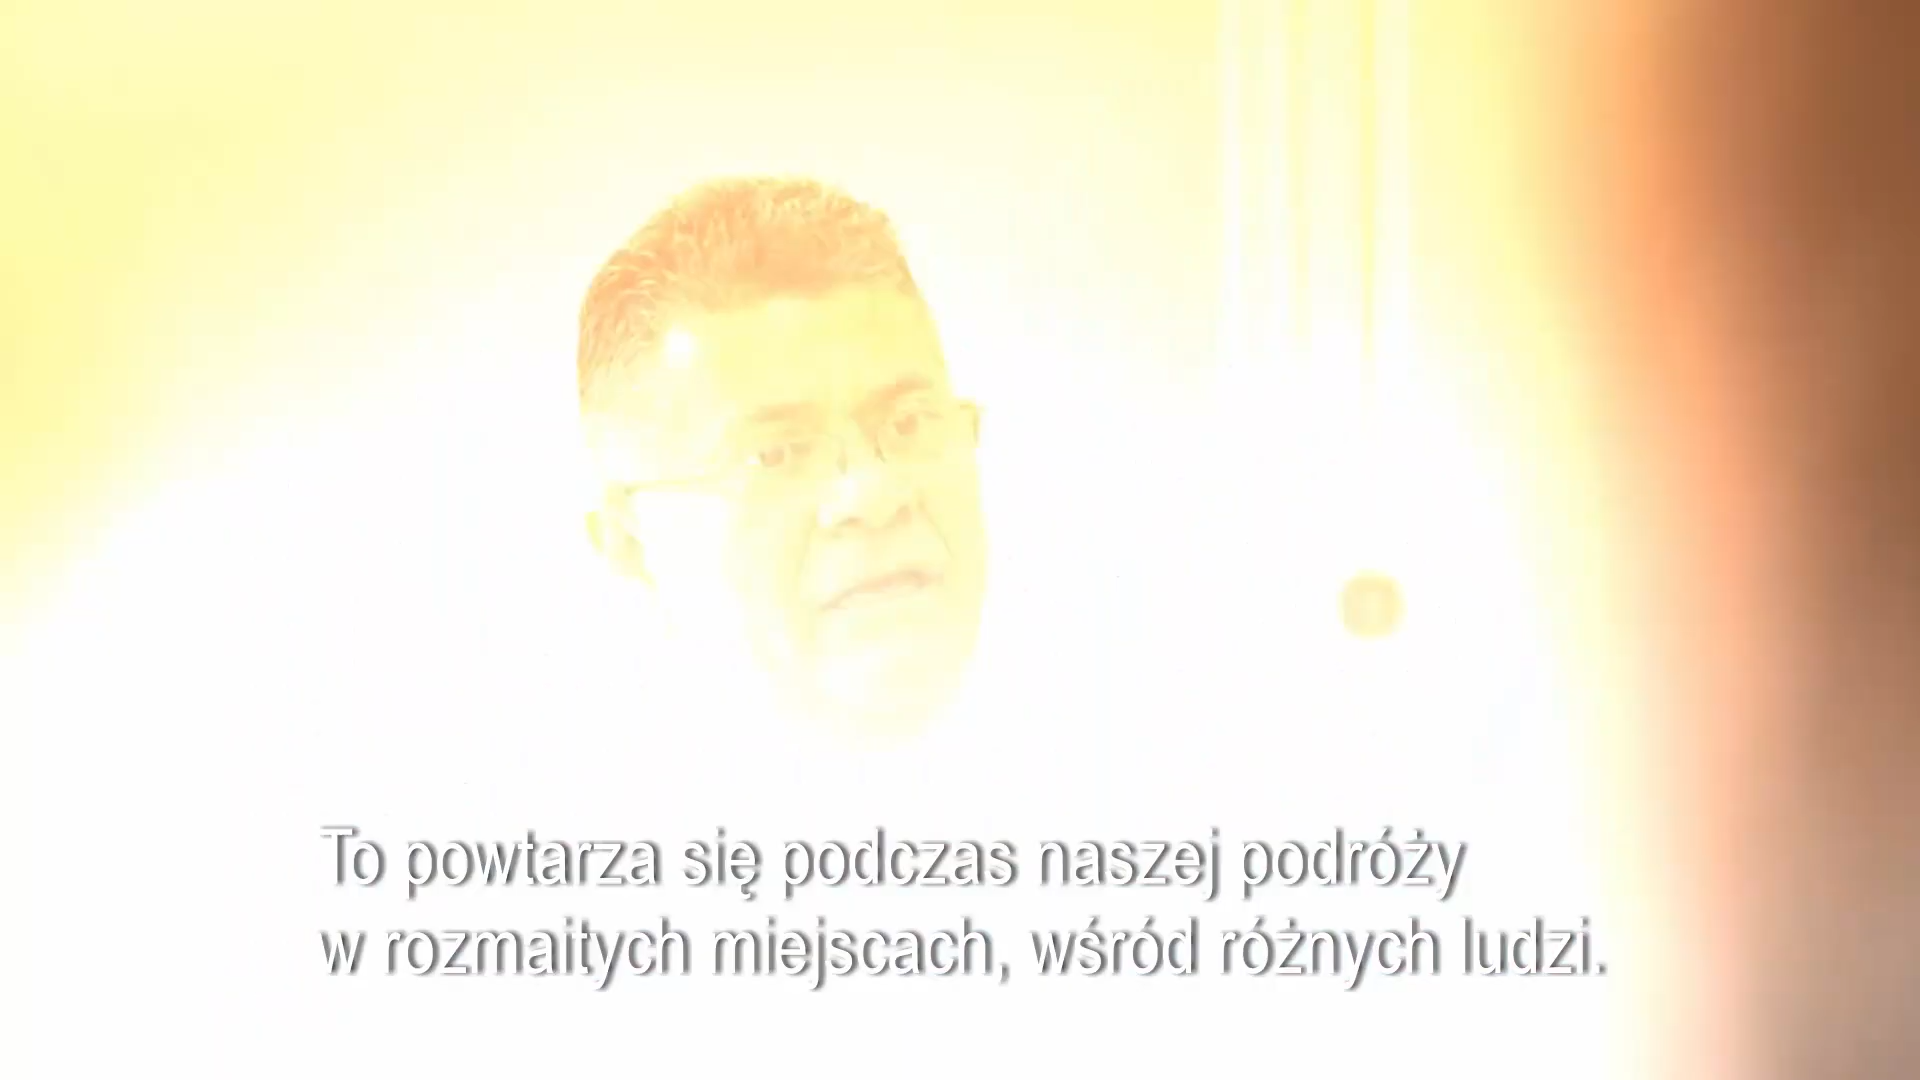 To powtarza się podczas naszej podróży
w rozmaitych miejscach, wśród różnych ludzi.